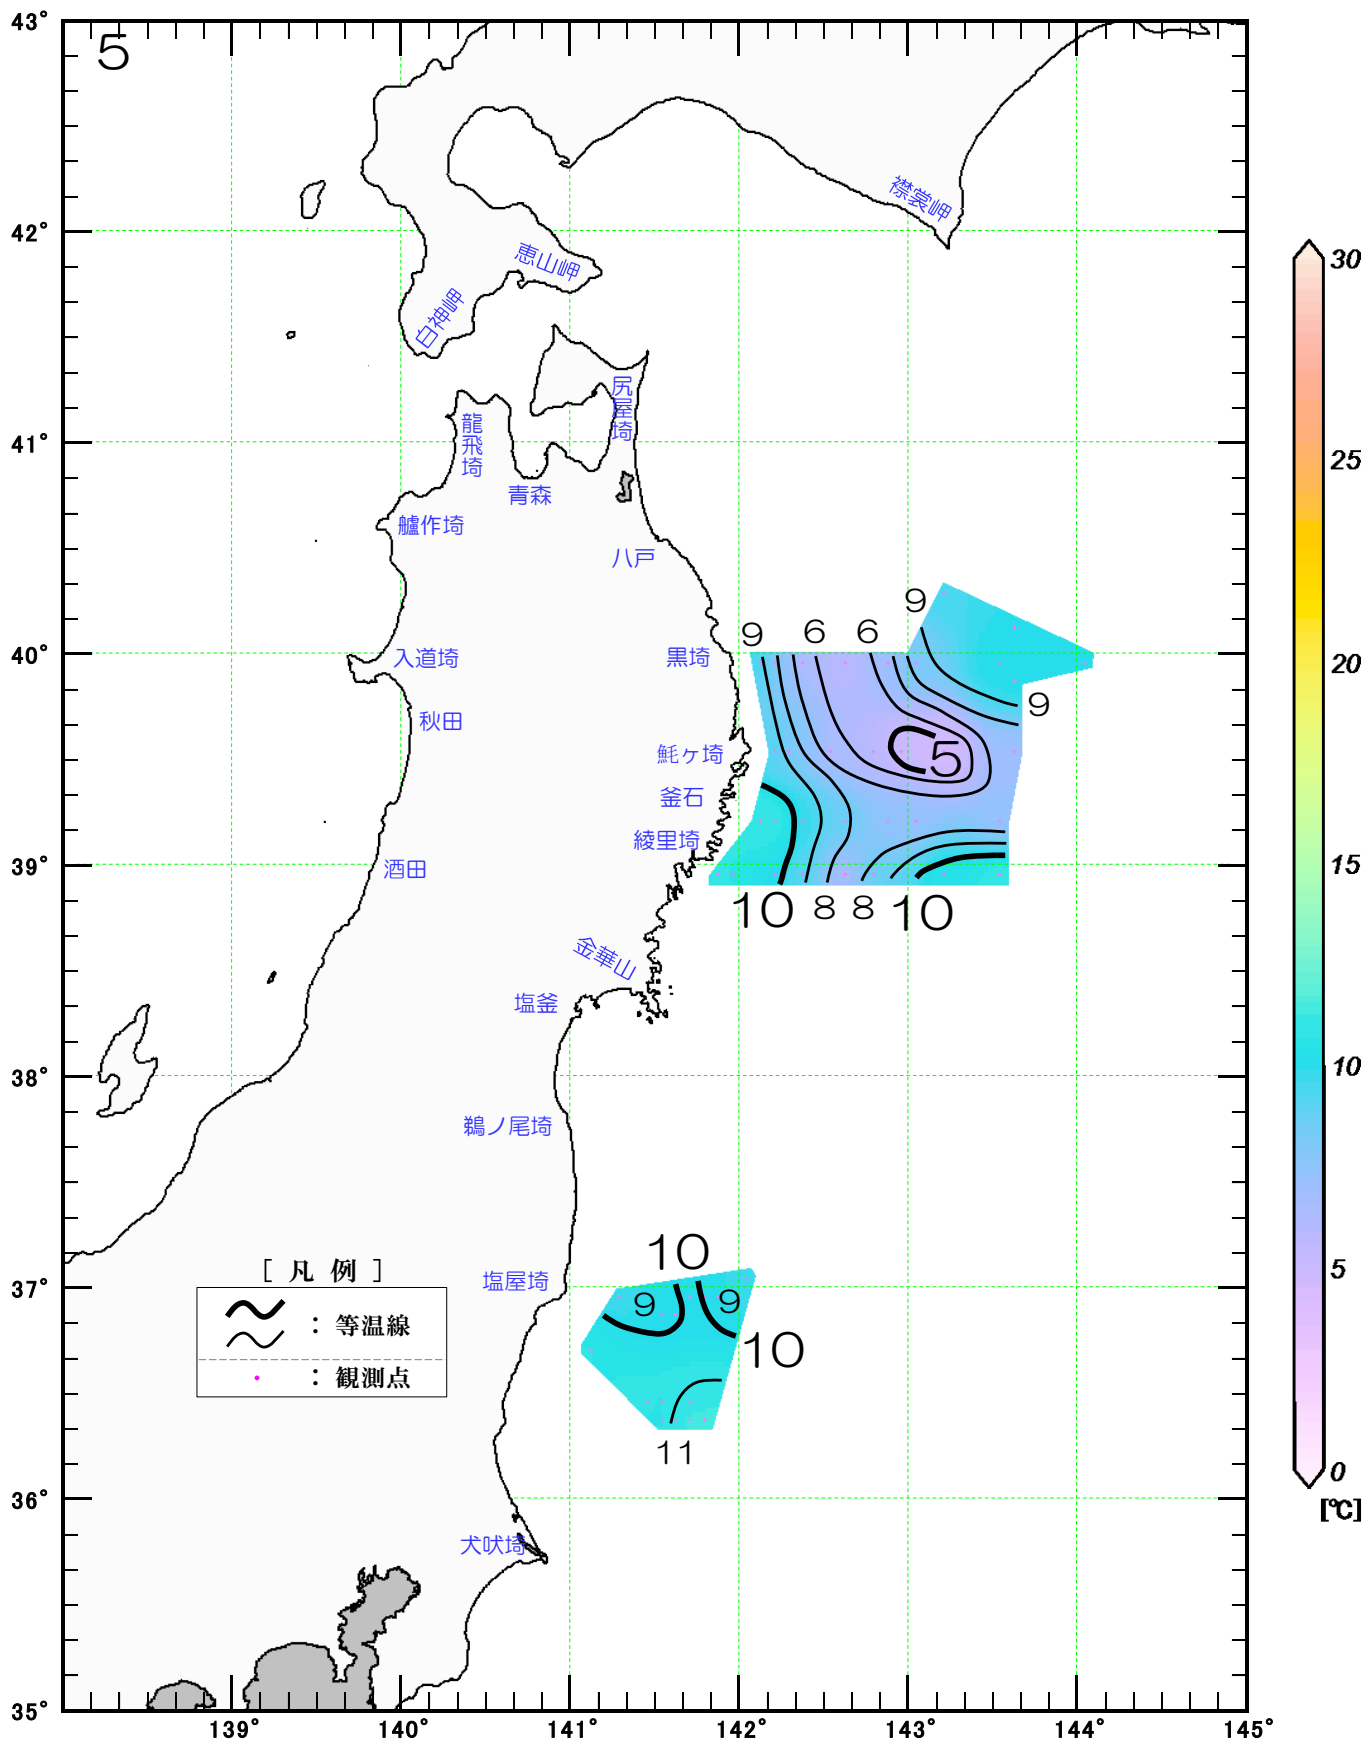 43°
5
襟裳岬
42°
恵山岬
白神岬
30
尻屋埼
龍飛埼
41°
25
青森
艫作埼
八戸
9
9
6
6
40°
入道埼
黒埼
20
9
秋田
魹ヶ埼
5
釜石
綾里埼
39°
酒田
15
10
8
8
10
金華山
塩釜
38°
10
鵜ノ尾埼
10
[ 凡 例 ]
37°
塩屋埼
5
9
9
: 等温線
10
: 観測点
11
0
36°
[℃]
犬吠埼
35°
139°
140°
141°
142°
143°
144°
145°